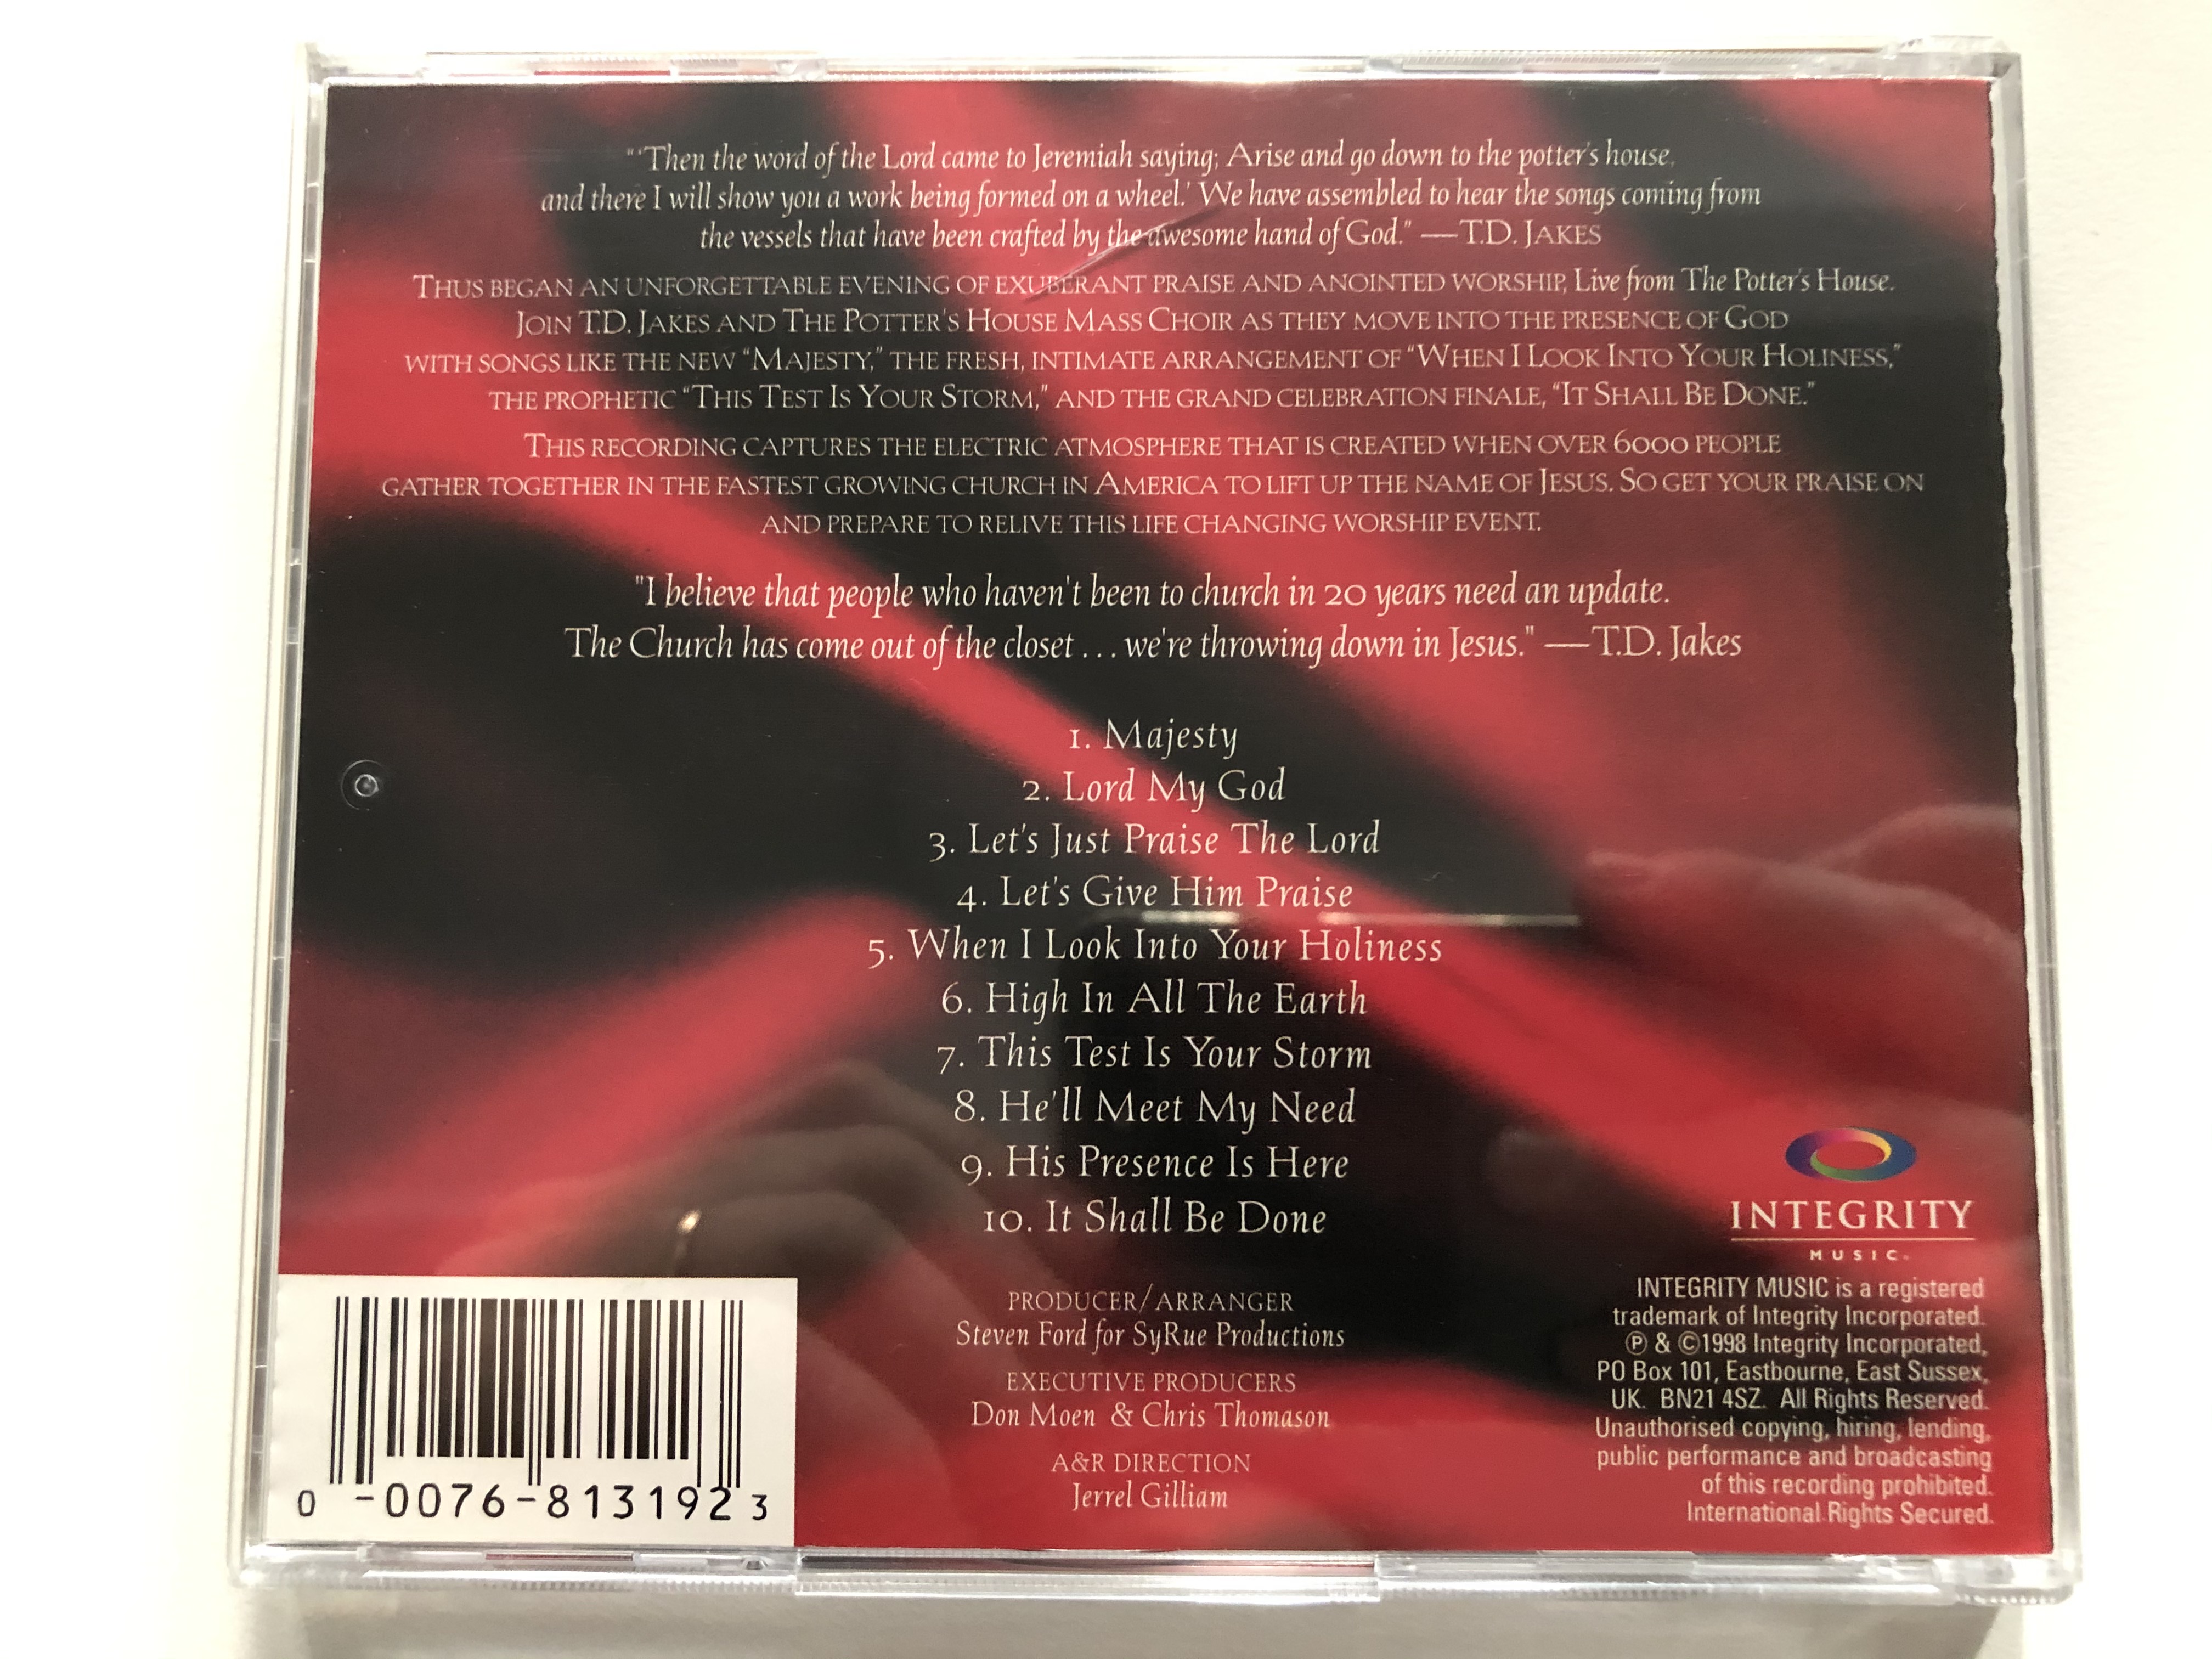 "'Then the word of the Lord came to Jeremiah saying; Arise and go down to the potter's house,
and there I will show you a work being formed on a wheel.' We have assembled to hear the songs coming from
the vessels that have been crafted by the awesome hand of God." —T.D. JAKES
THUS BEGAN AN UNFORGETTABLE EVENING OF EXUBERANT PRAISE AND ANOINTED WORSHIP, Live from The Potter's House.
JOIN T.D. JAKES AND THE POTTER'S HOUSE MASS CHOIR AS THEY MOVE INTO THE PRESENCE OF GOD
WITH SONGS LIKE THE NEW "MAJESTY," THE FRESH, INTIMATE ARRANGEMENT OF "WHEN I LOOK INTO YOUR HOLINESS,"
THE PROPHETIC "THIS TEST IS YOUR STORM," AND THE GRAND CELEBRATION FINALE, "IT SHALL BE DONE."
THIS RECORDING CAPTURES THE ELECTRIC ATMOSPHERE THAT IS CREATED WHEN OVER 6000 PEOPLE
GATHER TOGETHER IN THE FASTEST GROWING CHURCH IN AMERICA TO LIFT UP THE NAME OF JESUS. SO GET YOUR PRAISE ON
AND PREPARE TO RELIVE THIS LIFE CHANGING WORSHIP EVENT.
"I believe that people who haven't been to church in 20 years need an update.
The Church has come out of the closet . . . we're throwing down in Jesus." —T.D. Jakes
1. Majesty
2. Lord My God
3. Let's Just Praise The Lord
4. Let's Give Him Praise
5. When I Look Into Your Holiness
6. High In All The Earth
7. This Test Is Your Storm
8. He'll Meet My Need
9. His Presence Is Here
10. It Shall Be Done
PRODUCER/ARRANGER
Steven Ford for SyRue Productions
EXECUTIVE PRODUCERS
Don Moen & Chris Thomason
A&R DIRECTION
Jerrel Gilliam
0 -0076-813192 3
INTEGRITY
MUSIC
INTEGRITY MUSIC is a registered
trademark of Integrity Incorporated.
℗ & ©1998 Integrity Incorporated,
PO Box 101, Eastbourne, East Sussex,
UK. BN21 4SZ. All Rights Reserved.
Unauthorised copying, hiring, lending,
public performance and broadcasting
of this recording prohibited.
International Rights Secured.